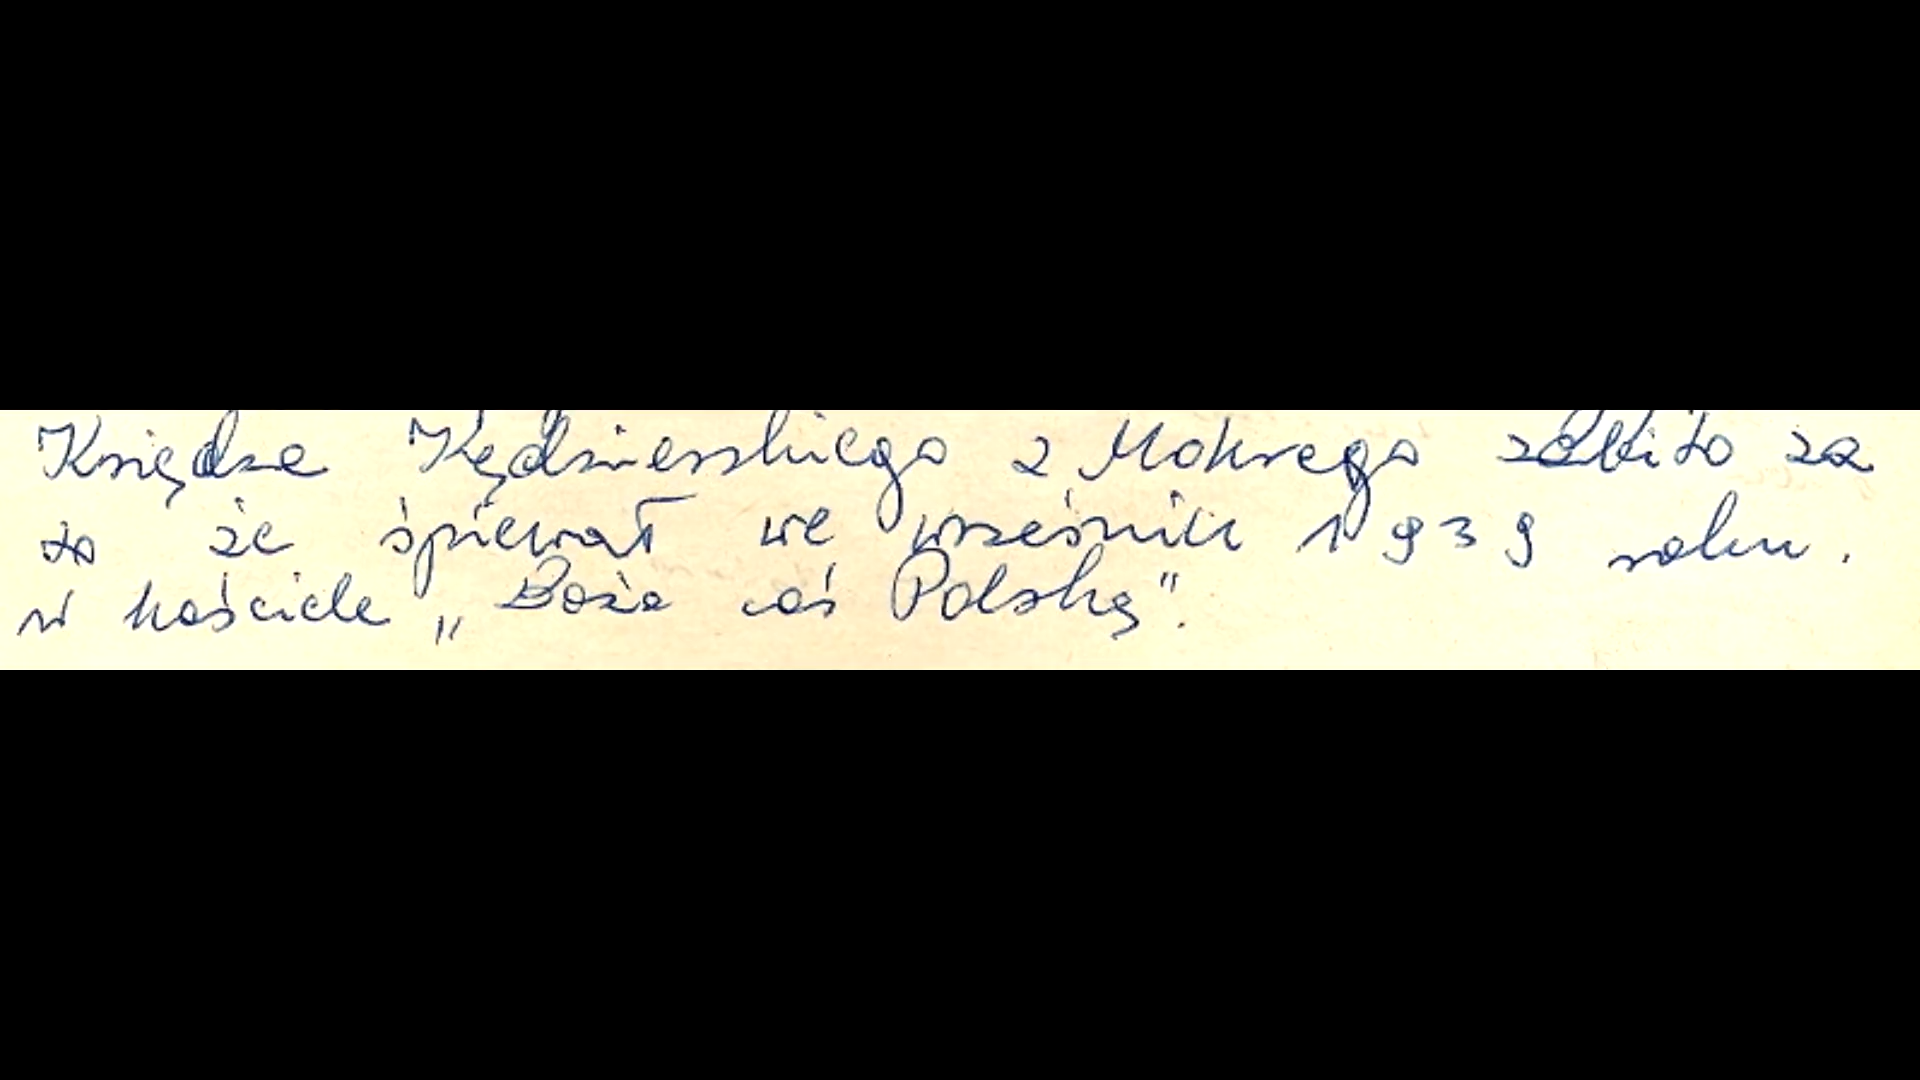 Księdza Kędzierskiego z Mokrego zabito za
to że śpiewał we wrześniu 1939 roku.
w kościele „Boże coś Polskę".